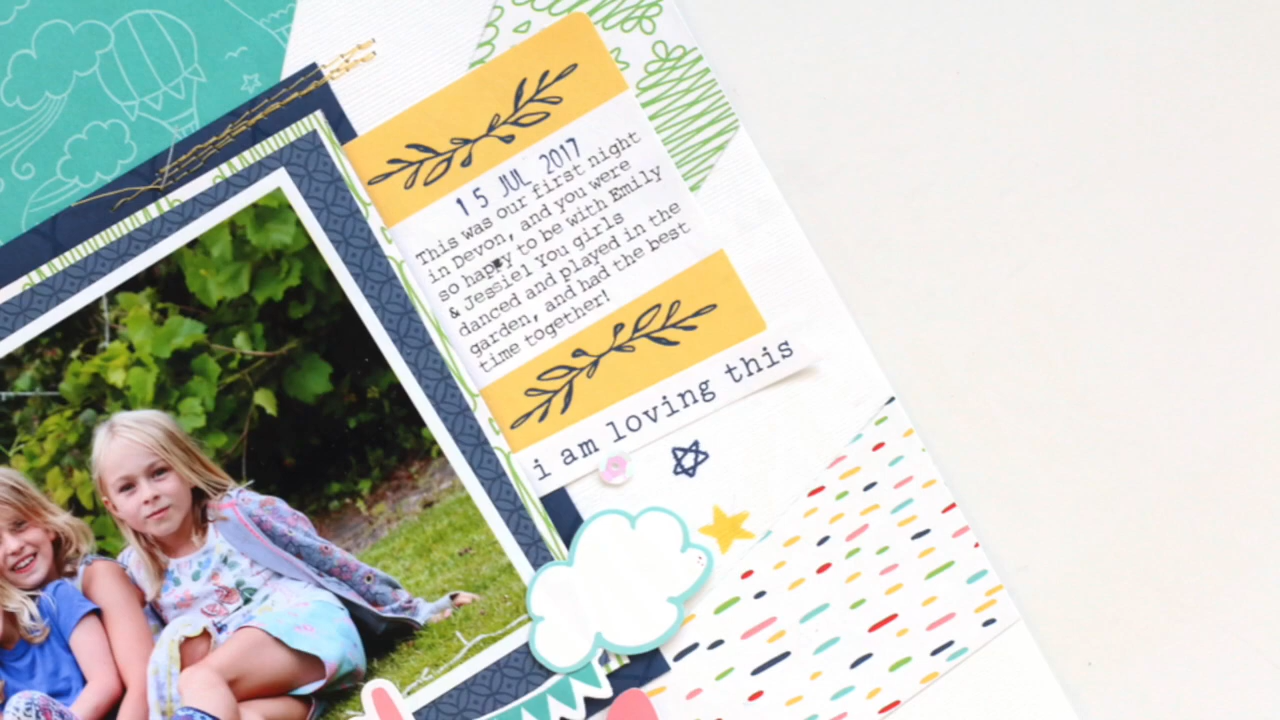 15 JUL 2017
This was our first night
in Devon, and you were
so happy to be with Emily
& Jessie! You girls
danced and played in the
garden, and had the best
time together!
i am loving this